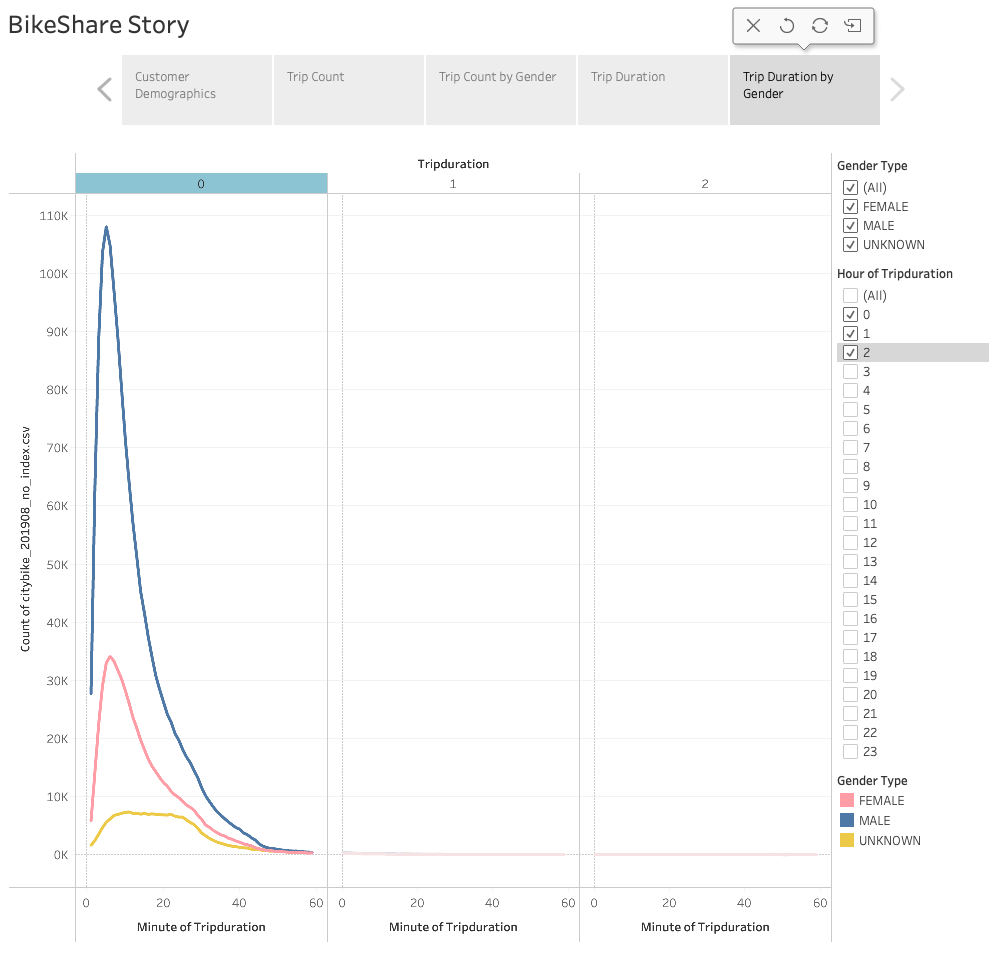 BikeShare Story
Customer
Demographics
Trip Count
Trip Count by Gender
Trip Duration
Trip Duration by
Gender
Tripduration
0
1
2
110K
100K
90K
80K
70K
60K
50K
40K
30K
20K
10K
0K
Count of citybike_201908_no_index.csv
0 20 40 60
0 20 40 60
0 20 40 60
Minute of Tripduration
Minute of Tripduration
Minute of Tripduration
Gender Type
(All)
FEMALE
MALE
UNKNOWN
Hour of Tripduration
(All)
0
1
2
3
4
5
6
7
8
9
10
11
12
13
14
15
16
17
18
19
20
21
22
23
Gender Type
FEMALE
MALE
UNKNOWN